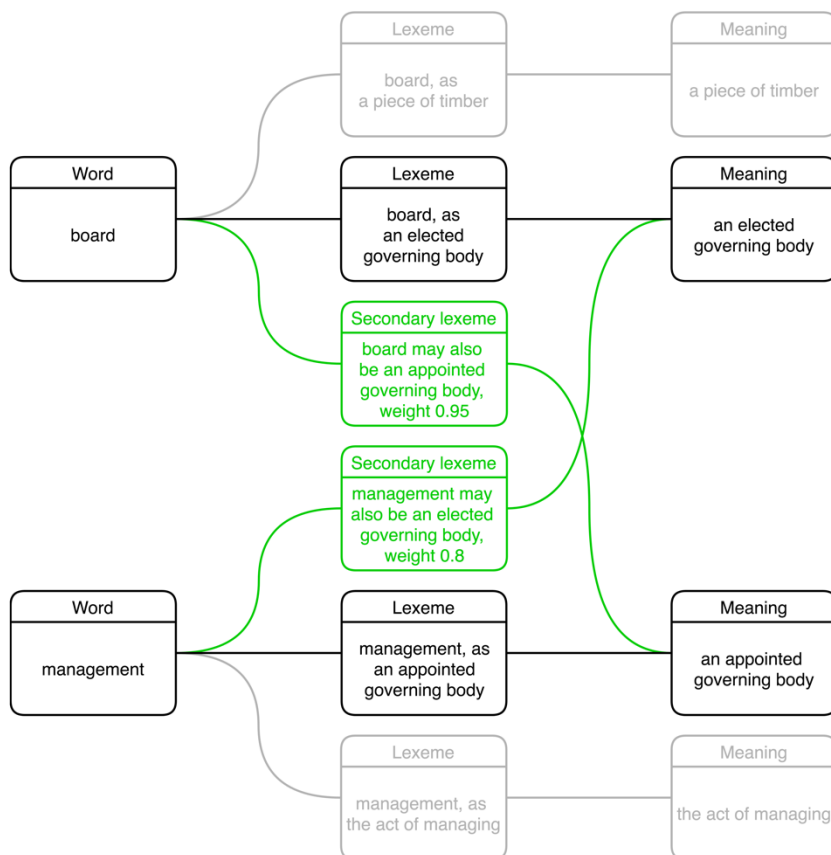 Lexeme
board, as
a piece of timber
Meaning
a piece of timber
Word
board
Lexeme
board, as
an elected
governing body
Meaning
an elected
governing body
Secondary lexeme
board may also
be an appointed
governing body,
weight 0.95
Secondary lexeme
management may
also be an elected
governing body,
weight 0.8
Word
management
Lexeme
management, as
an appointed
governing body
Meaning
an appointed
governing body
Lexeme
management, as
the act of managing
Meaning
the act of managing